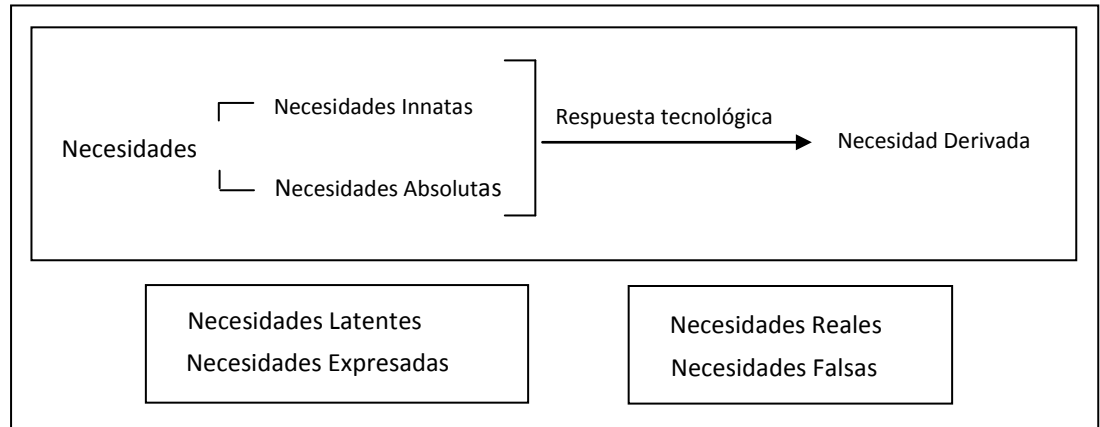 Necesidades Innatas
Respuesta tecnológica
Necesidades
Necesidad Derivada
Necesidades Absolutas
Necesidades Latentes
Necesidades Expresadas
Necesidades Reales
Necesidades Falsas